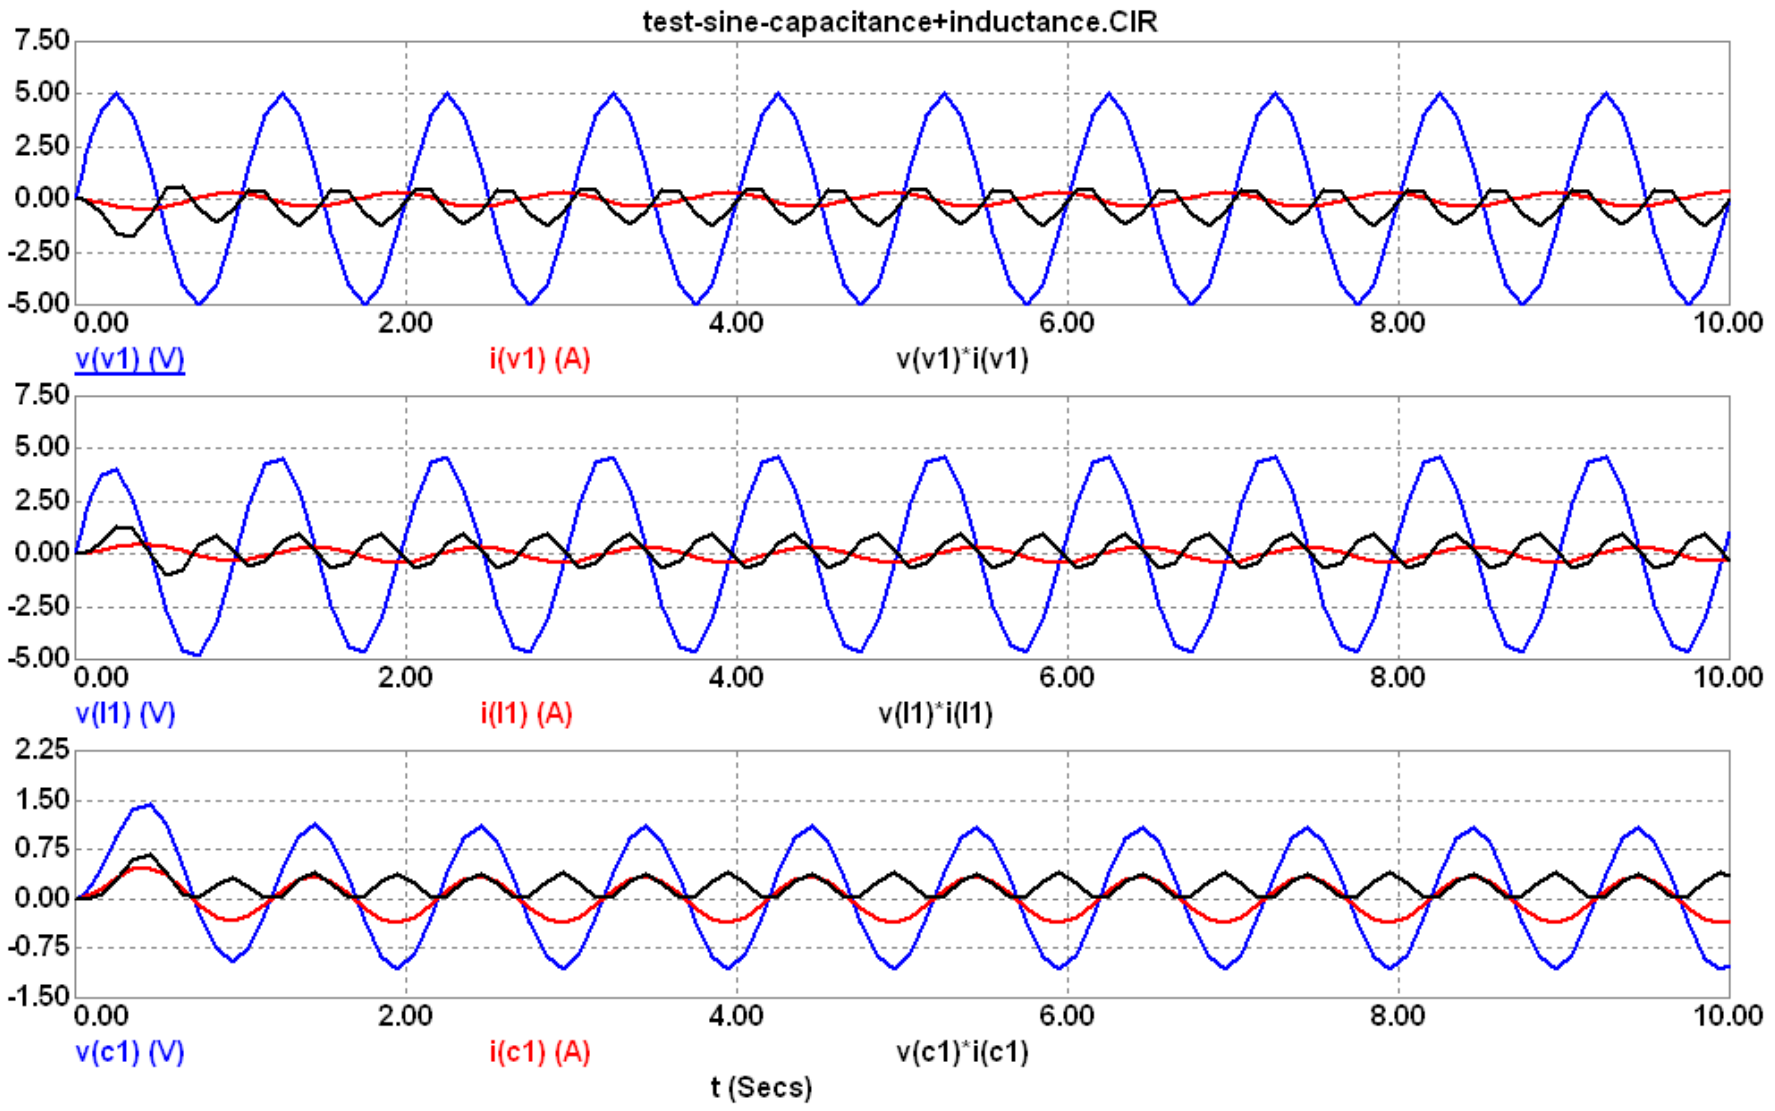 test-sine-capacitance+inductance.CIR
7.50
5.00
2.50
0.00
-2.50
-5.00
0.00 2.00 4.00 6.00 8.00 10.00
v(v1) (V) i(v1) (A) v(v1)*i(v1)
7.50
5.00
2.50
0.00
-2.50
-5.00
0.00 2.00 4.00 6.00 8.00 10.00
v(l1) (V) i(l1) (A) v(l1)*i(l1)
2.25
1.50
0.75
0.00
-0.75
-1.50
0.00 2.00 4.00 6.00 8.00 10.00
v(c1) (V) i(c1) (A) v(c1)*i(c1)
t (Secs)